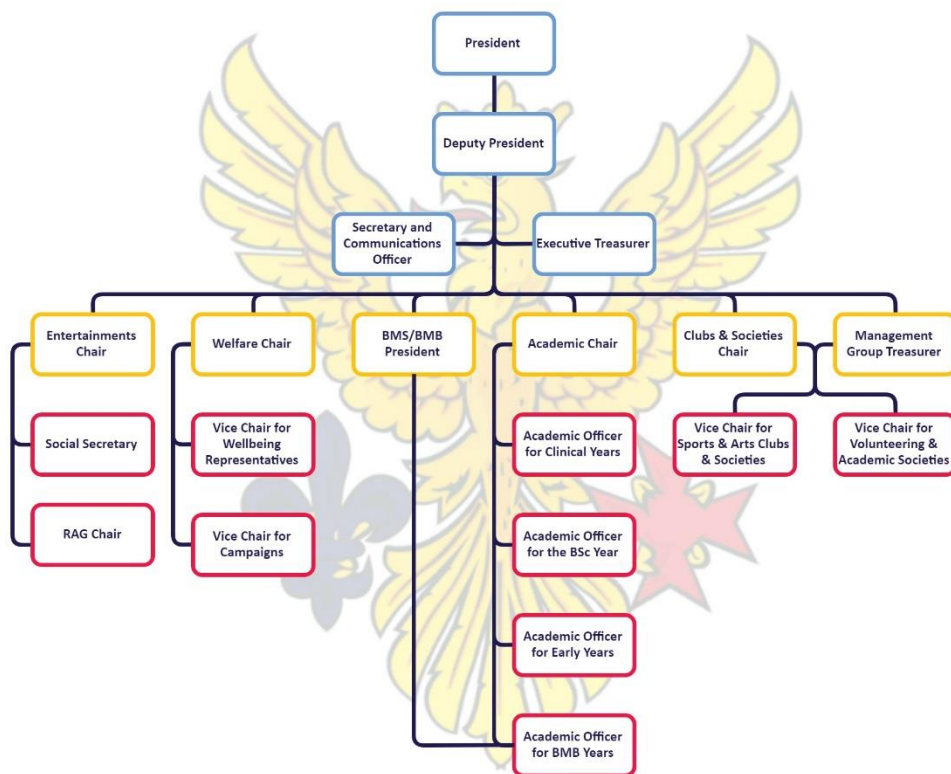 President
Deputy President
Secretary and
Communications
Officer
Executive Treasurer
Entertainments
Chair
Welfare Chair
BMS/BMB
President
Academic Chair
Clubs & Societies
Chair
Management
Group Treasurer
Social Secretary
Vice Chair for
Wellbeing
Representatives
Academic Officer
for Clinical Years
Vice Chair for
Sports & Arts Clubs
& Societies
Vice Chair for
Volunteering &
Academic Societies
RAG Chair
Vice Chair for
Campaigns
Academic Officer
for the BSc Year
Academic Officer
for Early Years
Academic Officer
for BMB Years